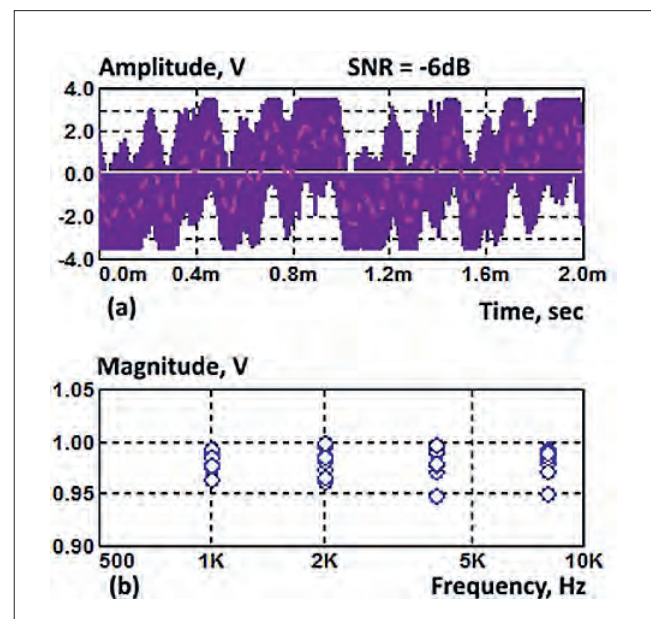 Amplitude, V SNR = -6dB
4.0
2.0
0.0
-2.0
-4.0
0.0m 0.4m 0.8m 1.2m 1.6m 2.0m
(a) Time, sec
Magnitude, V
1.05
1.00
0.95
0.90
500 1K 2K 5K 10K
(b) Frequency, Hz